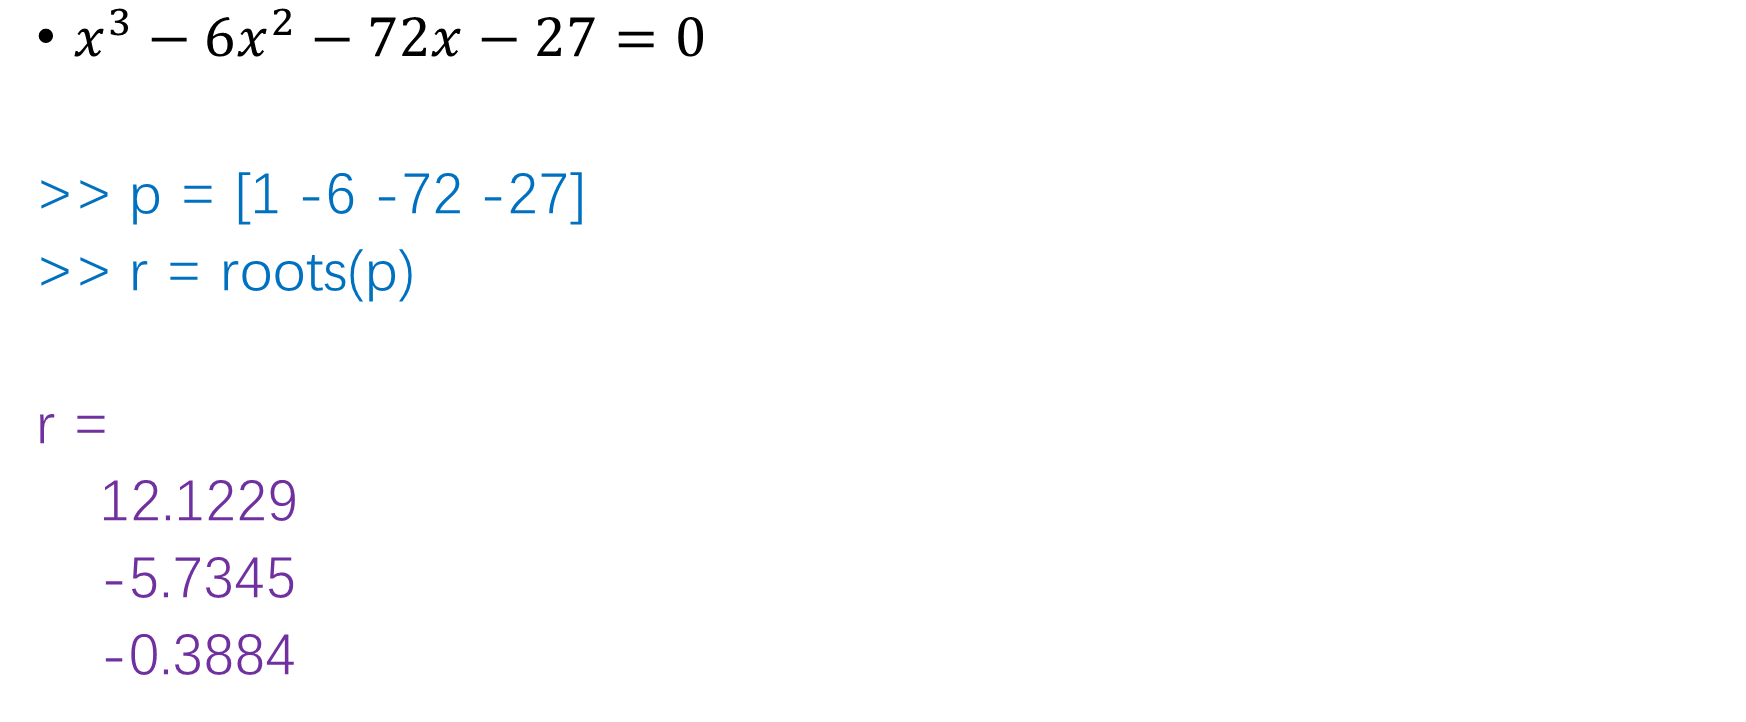 • x³ − 6x² − 72x − 27 = 0
>> p = [1 -6 -72 -27]
>> r = roots(p)
r =
12.1229
-5.7345
-0.3884